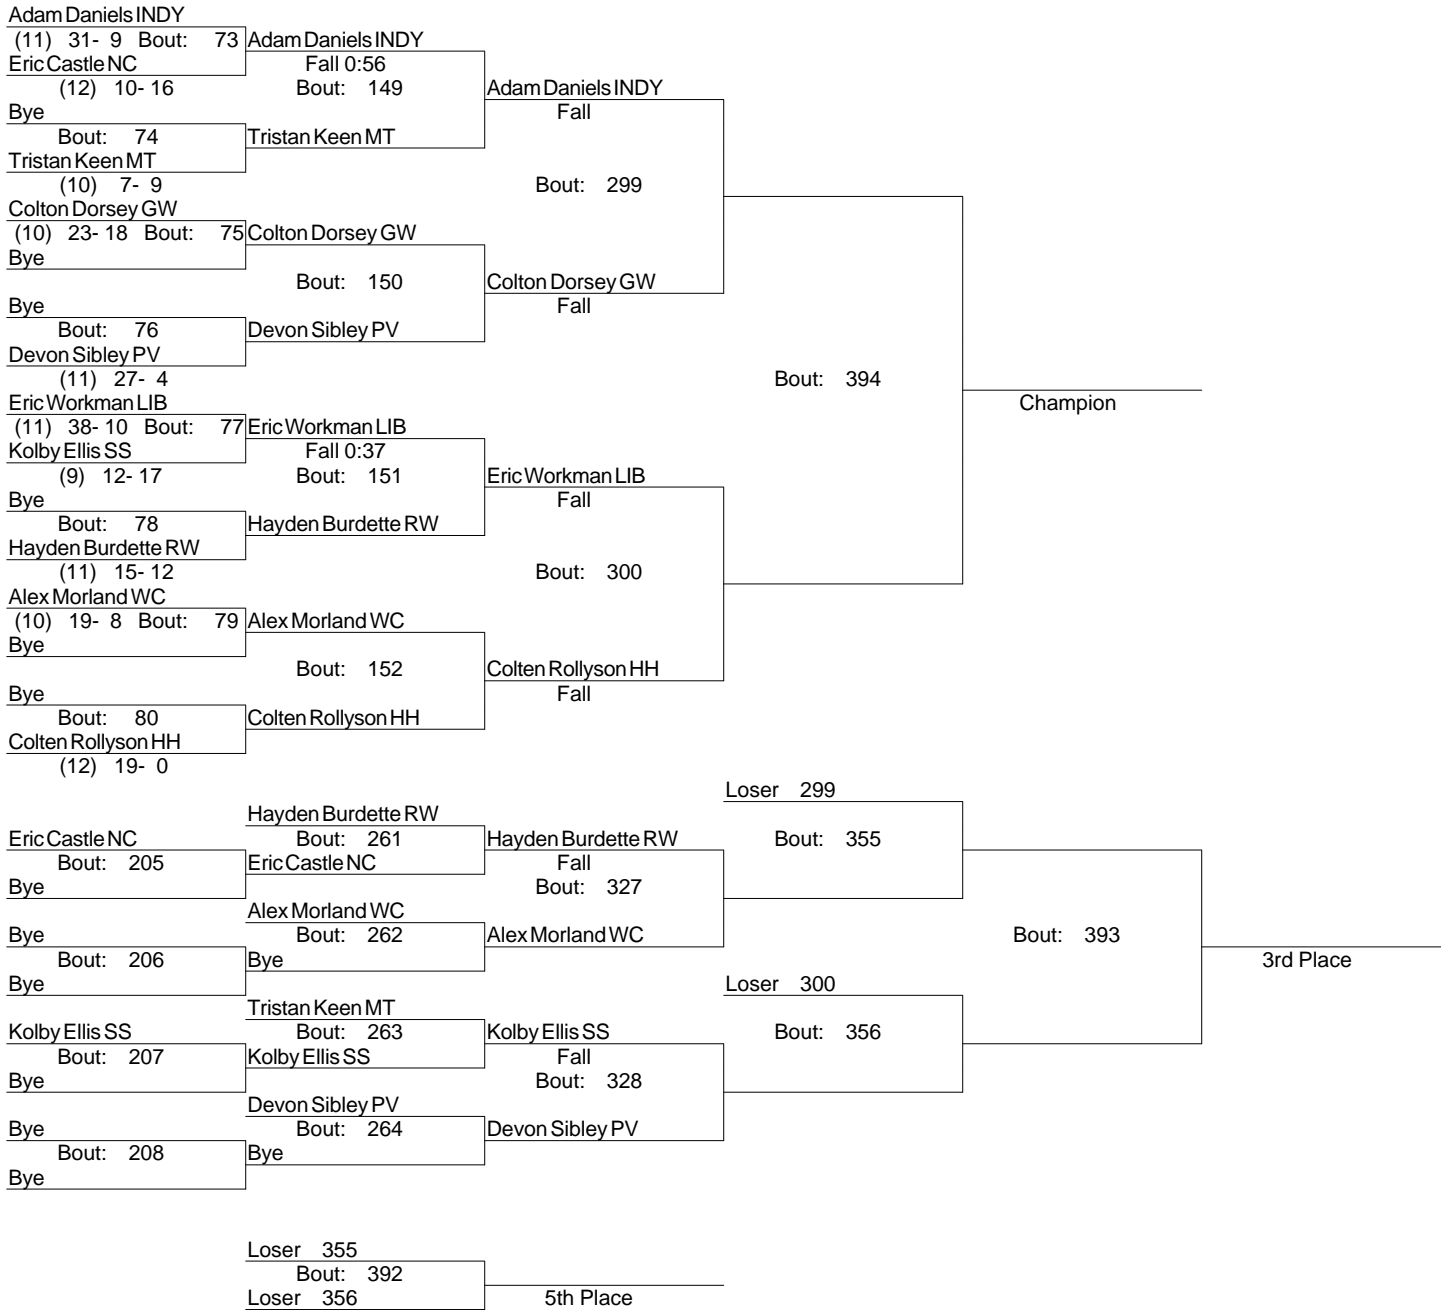 Adam Daniels INDY
(11) 31- 9 Bout: 73 Adam Daniels INDY
Eric Castle NC Fall 0:56
(12) 10- 16 Bout: 149 Adam Daniels INDY
Bye Fall
Bout: 74 Tristan Keen MT
Tristan Keen MT
(10) 7- 9 Bout: 299
Colton Dorsey GW
(10) 23- 18 Bout: 75 Colton Dorsey GW
Bye
Bout: 150 Colton Dorsey GW
Bye Fall
Bout: 76 Devon Sibley PV
Devon Sibley PV
(11) 27- 4 Bout: 394
Eric Workman LIB Champion
(11) 38- 10 Bout: 77 Eric Workman LIB
Kolby Ellis SS Fall 0:37
(9) 12- 17 Bout: 151 Eric Workman LIB
Bye Fall
Bout: 78 Hayden Burdette RW
Hayden Burdette RW
(11) 15- 12 Bout: 300
Alex Morland WC
(10) 19- 8 Bout: 79 Alex Morland WC
Bye
Bout: 152 Colten Rollyson HH
Bye Fall
Bout: 80 Colten Rollyson HH
Colten Rollyson HH
(12) 19- 0
Loser 299
Hayden Burdette RW
Eric Castle NC Bout: 261 Hayden Burdette RW Bout: 355
Bout: 205 Eric Castle NC Fall
Bye Bout: 327
Alex Morland WC
Bye Bout: 262 Alex Morland WC Bout: 393
Bout: 206 Bye 3rd Place
Bye Loser 300
Tristan Keen MT
Kolby Ellis SS Bout: 263 Kolby Ellis SS Bout: 356
Bout: 207 Kolby Ellis SS Fall
Bye Bout: 328
Devon Sibley PV
Bye Bout: 264 Devon Sibley PV
Bout: 208 Bye
Bye
Loser 355
Bout: 392
Loser 356 5th Place